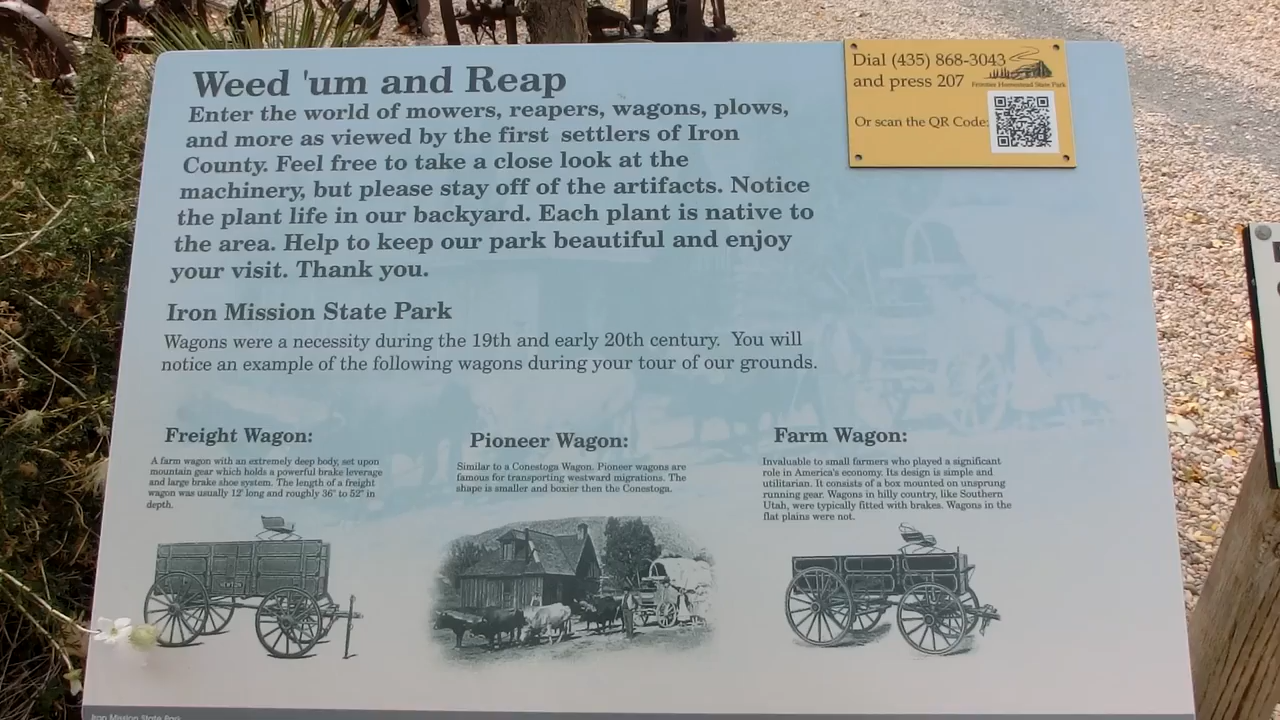 Weed 'um and Reap
Enter the world of mowers, reapers, wagons, plows,
and more as viewed by the first settlers of Iron
County. Feel free to take a close look at the
machinery, but please stay off of the artifacts. Notice
the plant life in our backyard. Each plant is native to
the area. Help to keep our park beautiful and enjoy
your visit. Thank you.
Dial (435) 868-3043
and press 207
Frontier Homestead State Park
Or scan the QR Code:
Iron Mission State Park
Wagons were a necessity during the 19th and early 20th century. You will
notice an example of the following wagons during your tour of our grounds.
Freight Wagon:
A farm wagon with an extremely deep body, set upon
mountain gear which holds a powerful brake leverage
and large brake shoe system. The length of a freight
wagon was usually 12' long and roughly 36" to 52" in
depth.
Pioneer Wagon:
Similar to a Conestoga Wagon. Pioneer wagons are
famous for transporting westward migrations. The
shape is smaller and boxier then the Conestoga.
Farm Wagon:
Invaluable to small farmers who played a significant
role in America's economy. Its design is simple and
utilitarian. It consists of a box mounted on unsprung
running gear. Wagons in hilly country, like Southern
Utah, were typically fitted with brakes. Wagons in the
flat plains were not.
NEWTON
Iron Mission State Park